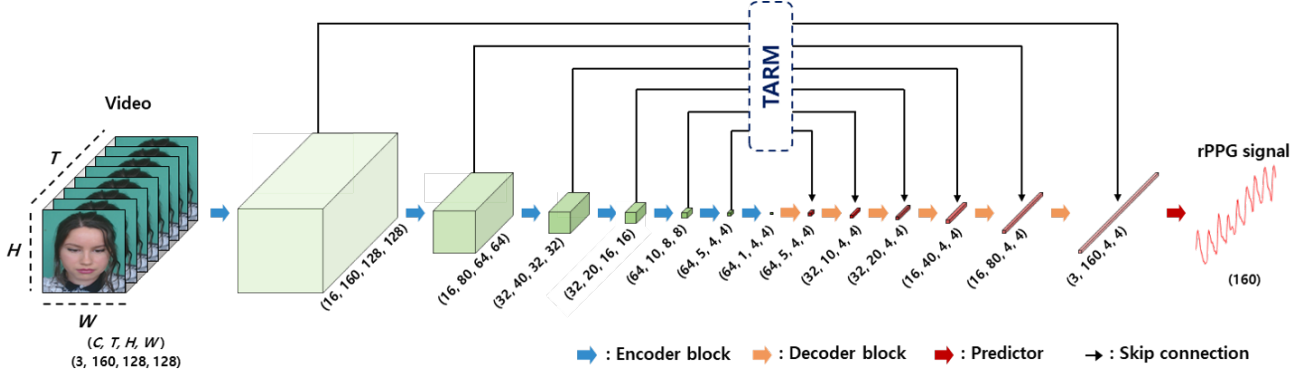 Video
T
H
W
(C, T, H, W)
(3, 160, 128, 128)
TARM
(16, 160, 128, 128)
(16, 80, 64, 64)
(32, 40, 32, 32)
(32, 20, 16, 16)
(64, 10, 8, 8)
(64, 5, 4, 4)
(64, 1, 4, 4)
(64, 5, 4, 4)
(32, 10, 4, 4)
(32, 20, 4, 4)
(16, 40, 4, 4)
(16, 80, 4, 4)
(3, 160, 4, 4)
rPPG signal
(160)
: Encoder block
: Decoder block
: Predictor
: Skip connection